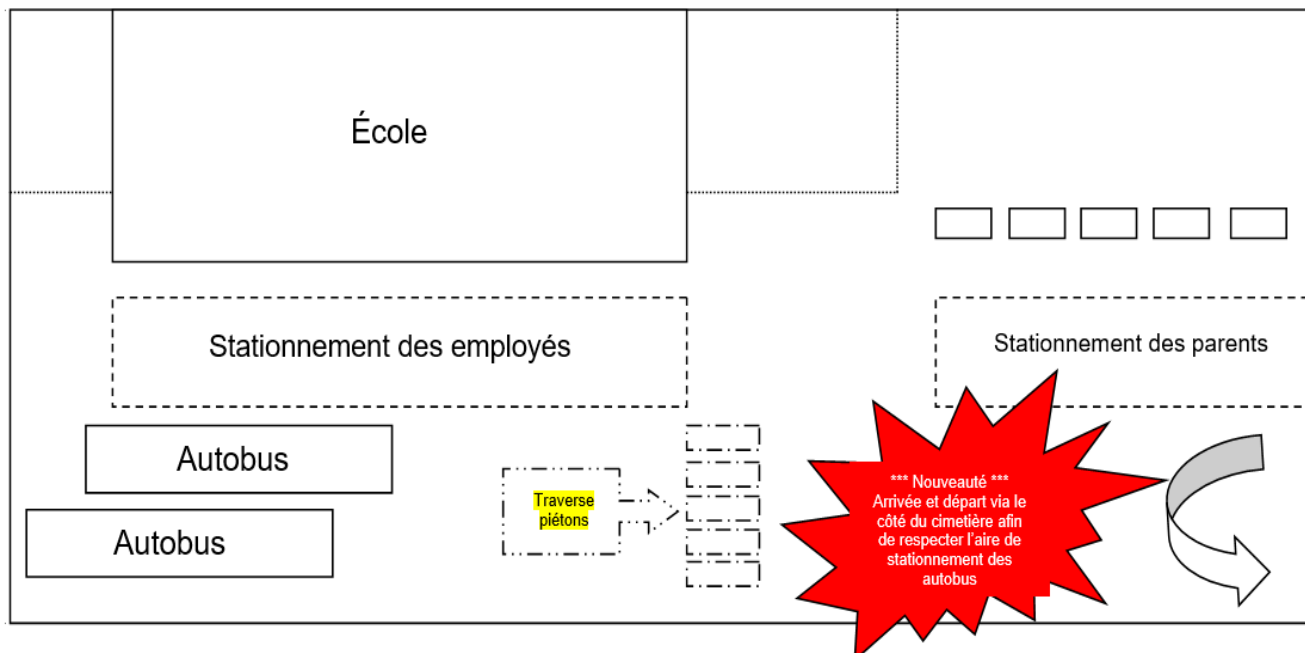 École
Stationnement des employés
Stationnement des parents
Autobus
Autobus
Traverse
piétons
*** Nouveauté ***
Arrivée et départ via le
côté du cimetière afin
de respecter l'aire de
stationnement des
autobus